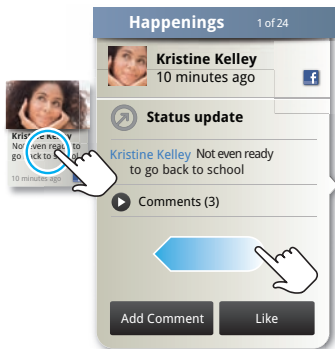 Happenings 1 of 24
Kristine Kelley
10 minutes ago
f
Status update
Kristine Kelley Not even ready
to go back to school
Comments (3)
Add Comment Like
Kristine Kelley
Not even ready to
go back to school
10 minutes ago